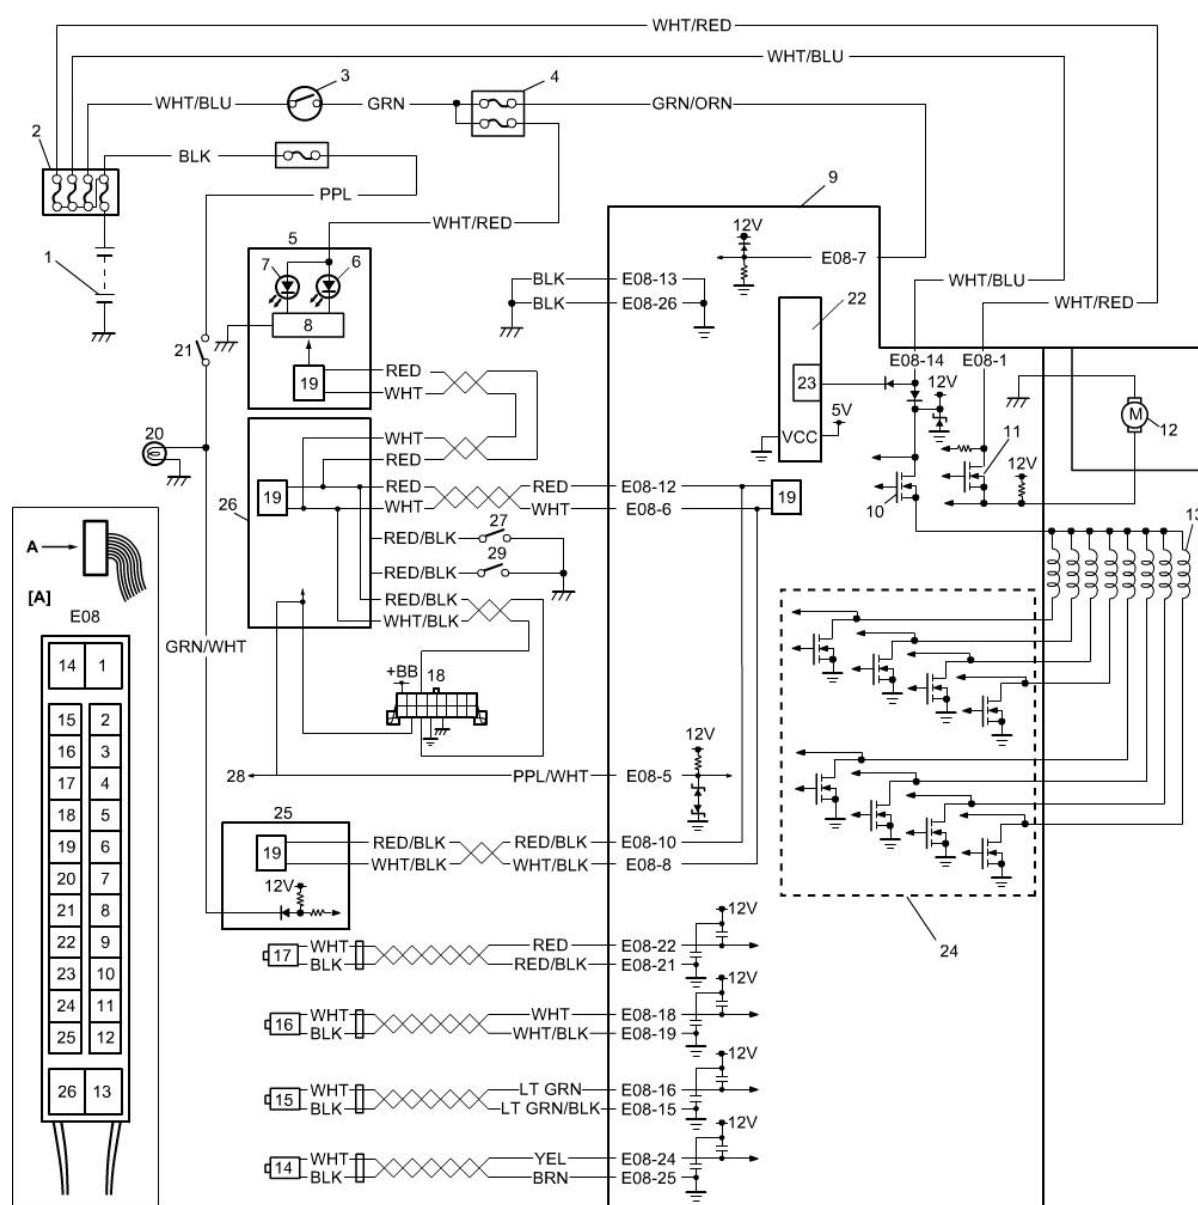 WHT/RED
WHT/BLU
3
4
WHT/BLU
GRN
GRN/ORN
2
BLK
PPL
9
WHT/RED
5
12V
E08-7
7
6
BLK
E08-13
WHT/BLU
1
BLK
E08-26
22
WHT/RED
8
21
RED
E08-14
E08-1
19
WHT
23
12V
5V
20
WHT
VCC
M
12
RED
11
12V
19
RED
RED
E08-12
19
26
WHT
WHT
E08-6
10
13
27
RED/BLK
A
29
RED/BLK
[A]
RED/BLK
E08
WHT/BLK
GRN/WHT
14
1
+BB
18
15
2
12V
16
3
28
PPL/WHT
E08-5
17
4
25
18
5
RED/BLK
RED/BLK
E08-10
19
6
19
WHT/BLK
WHT/BLK
E08-8
20
7
12V
21
8
12V
24
22
9
17
WHT
RED
E08-22
BLK
RED/BLK
E08-21
23
10
12V
24
11
16
WHT
WHT
E08-18
BLK
WHT/BLK
E08-19
25
12
12V
26
13
15
WHT
LT GRN
E08-16
BLK
LT GRN/BLK
E08-15
12V
14
WHT
YEL
E08-24
BLK
BRN
E08-25